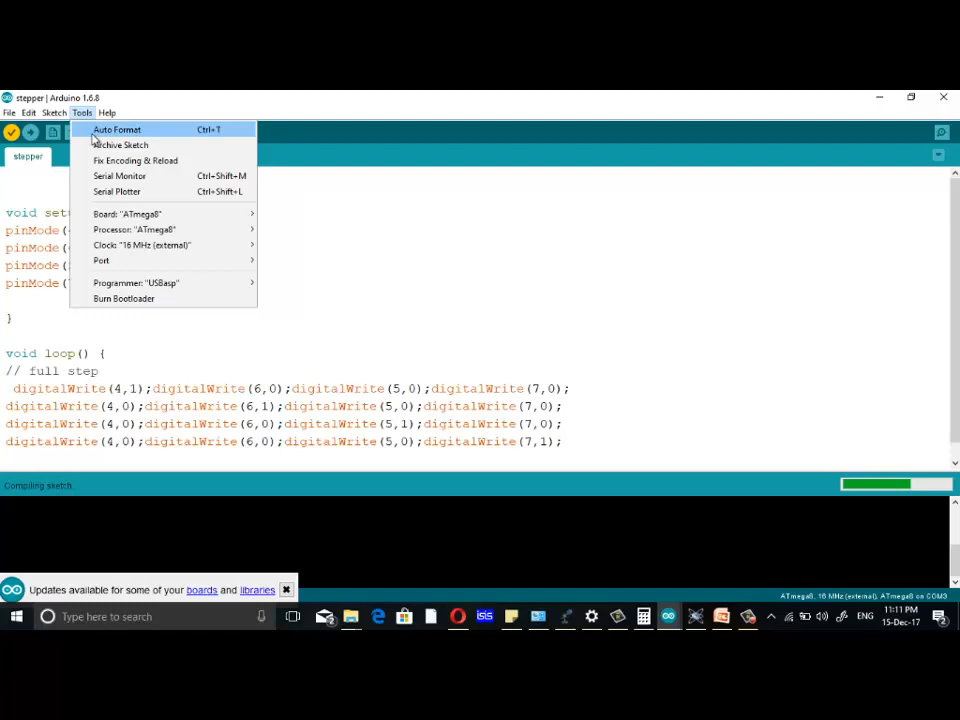 stepper | Arduino 1.6.8
File Edit Sketch Tools Help
Auto Format Ctrl+T
stepper
Archive Sketch
Fix Encoding & Reload
Serial Monitor Ctrl+Shift+M
Serial Plotter Ctrl+Shift+L
Board: "ATmega8"
Processor: "ATmega8"
Clock: "16 MHz (external)"
Port
Programmer: "USBasp"
Burn Bootloader
void set
pinMode(
pinMode(
pinMode(
pinMode(
}
void loop() {
// full step
digitalWrite(4,1);digitalWrite(6,0);digitalWrite(5,0);digitalWrite(7,0);
digitalWrite(4,0);digitalWrite(6,1);digitalWrite(5,0);digitalWrite(7,0);
digitalWrite(4,0);digitalWrite(6,0);digitalWrite(5,1);digitalWrite(7,0);
digitalWrite(4,0);digitalWrite(6,0);digitalWrite(5,0);digitalWrite(7,1);
Compiling sketch...
Updates available for some of your boards and libraries
ATmega8, 16 MHz (external), ATmega8 on COM3
Type here to search
2
ISIS
ENG
11:11 PM
15-Dec-17
2